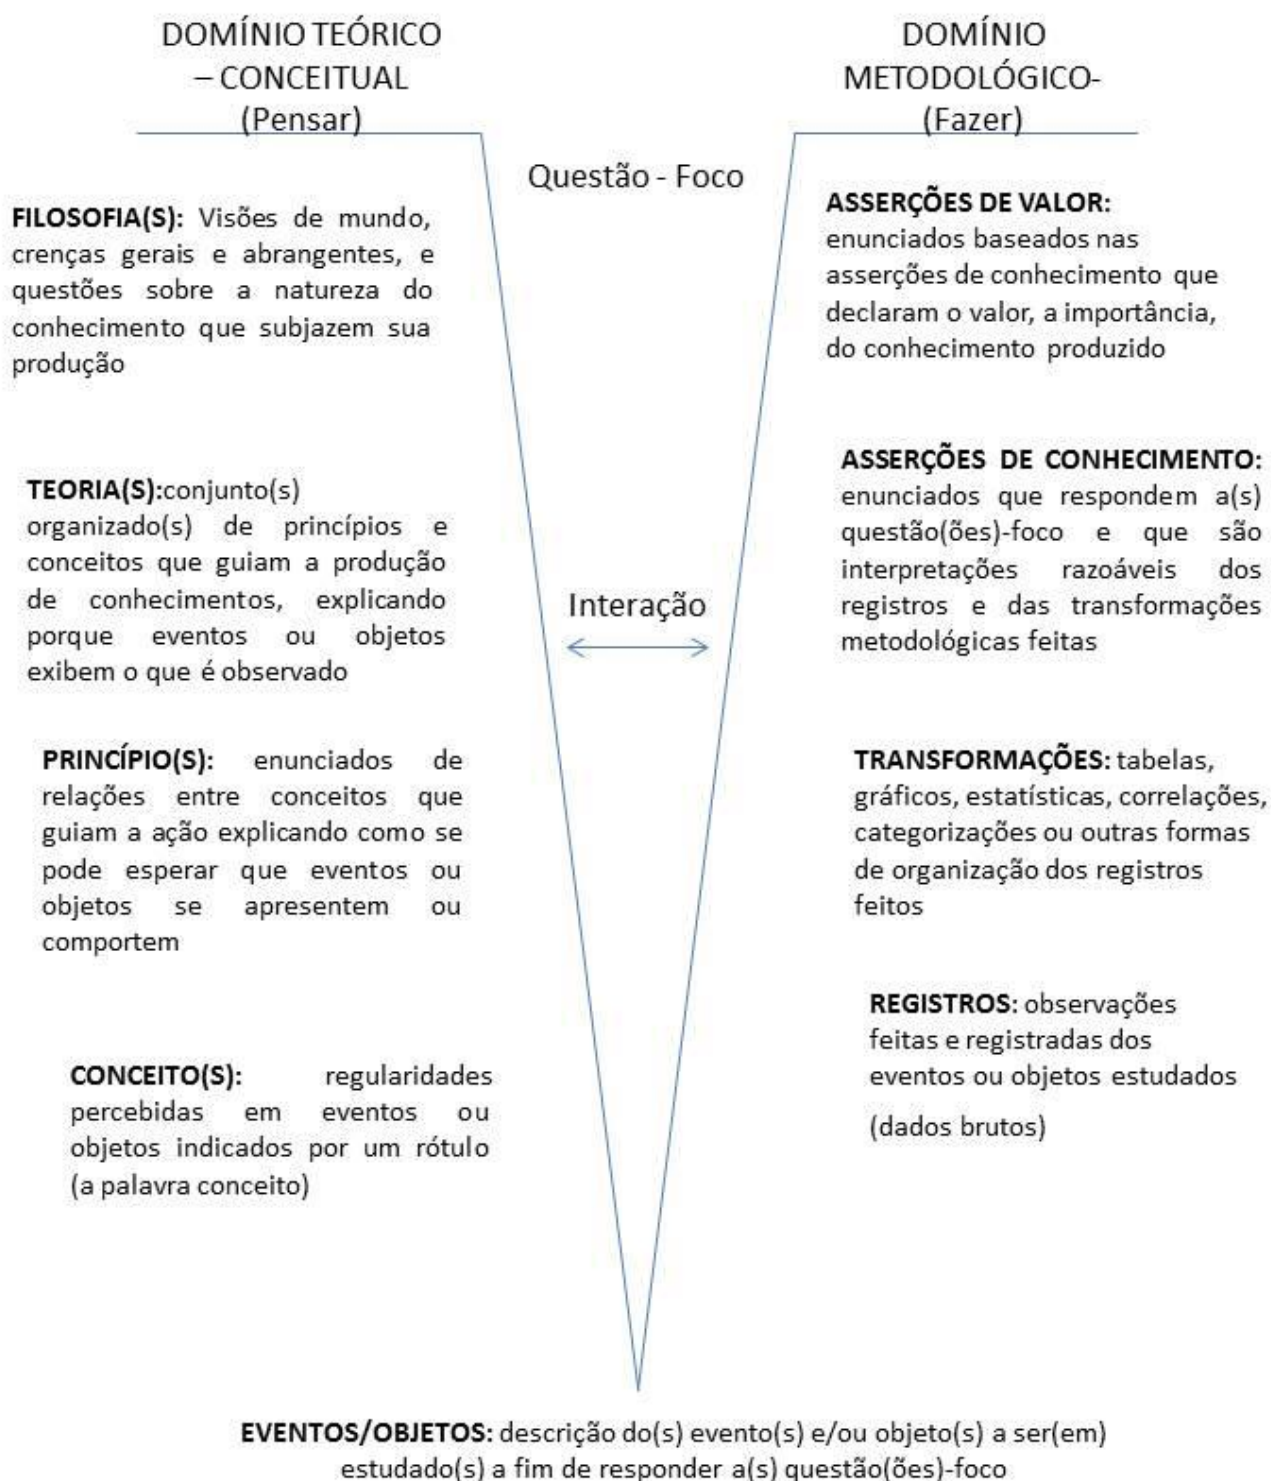 DOMÍNIO TEÓRICO
– CONCEITUAL
(Pensar)
DOMÍNIO
METODOLÓGICO-
(Fazer)
Questão - Foco
FILOSOFIA(S): Visões de mundo,
crenças gerais e abrangentes, e
questões sobre a natureza do
conhecimento que subjazem sua
produção
ASSERÇÕES DE VALOR:
enunciados baseados nas
asserções de conhecimento que
declaram o valor, a importância,
do conhecimento produzido
TEORIA(S):conjunto(s)
organizado(s) de princípios e
conceitos que guiam a produção
de conhecimentos, explicando
porque eventos ou objetos
exibem o que é observado
Interação
ASSERÇÕES DE CONHECIMENTO:
enunciados que respondem a(s)
questão(ões)-foco e que são
interpretações razoáveis dos
registros e das transformações
metodológicas feitas
PRINCÍPIO(S): enunciados de
relações entre conceitos que
guiam a ação explicando como se
pode esperar que eventos ou
objetos se apresentem ou
comportem
TRANSFORMAÇÕES: tabelas,
gráficos, estatísticas, correlações,
categorizações ou outras formas
de organização dos registros
feitos
CONCEITO(S): regularidades
percebidas em eventos ou
objetos indicados por um rótulo
(a palavra conceito)
REGISTROS: observações
feitas e registradas dos
eventos ou objetos estudados
(dados brutos)
EVENTOS/OBJETOS: descrição do(s) evento(s) e/ou objeto(s) a ser(em)
estudado(s) a fim de responder a(s) questão(ões)-foco